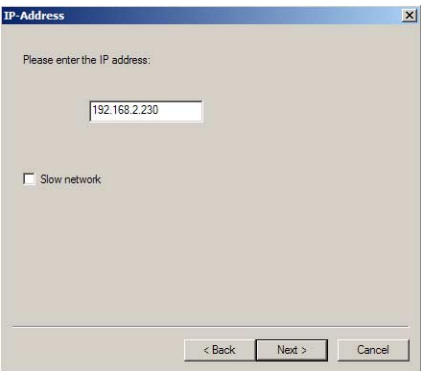 IP-Address
Please enter the IP address:
192.168.2.230
Slow network
< Back Next > Cancel